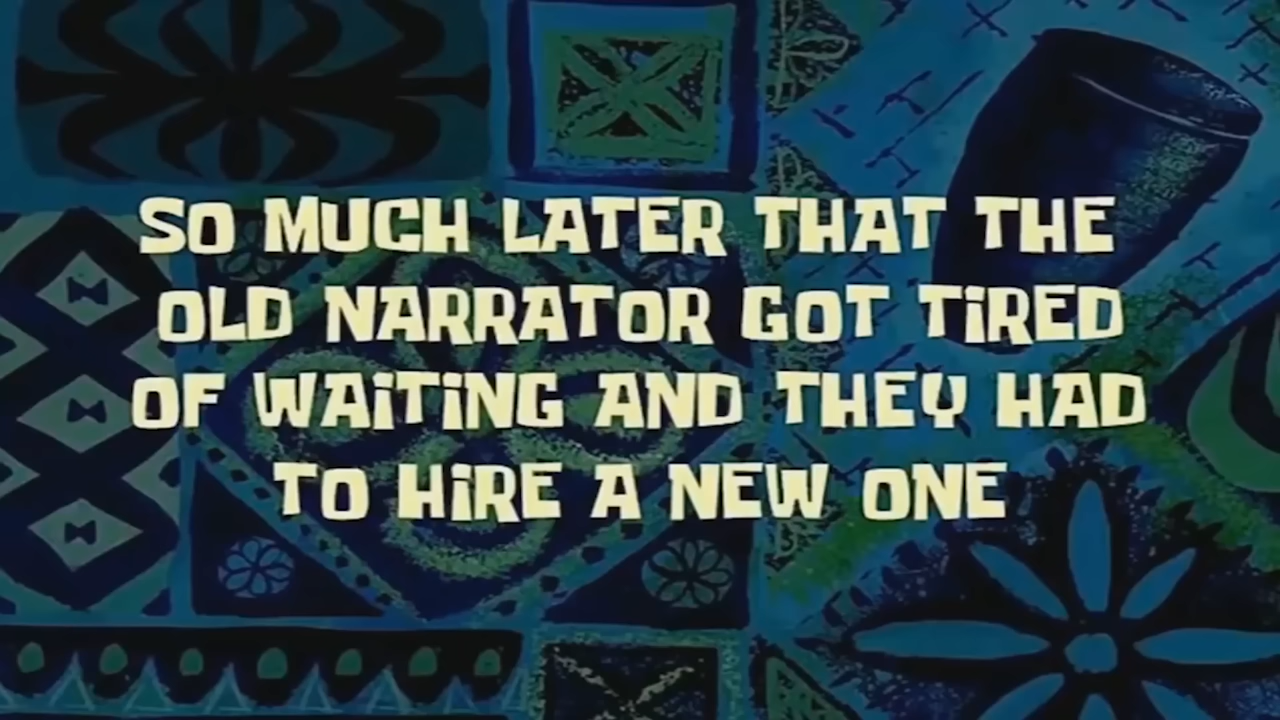 SO MUCH LATER THAT THE
OLD NARRATOR GOT TiRED
OF WAiTiNG AND THEY HAD
TO HiRE A NEW ONE